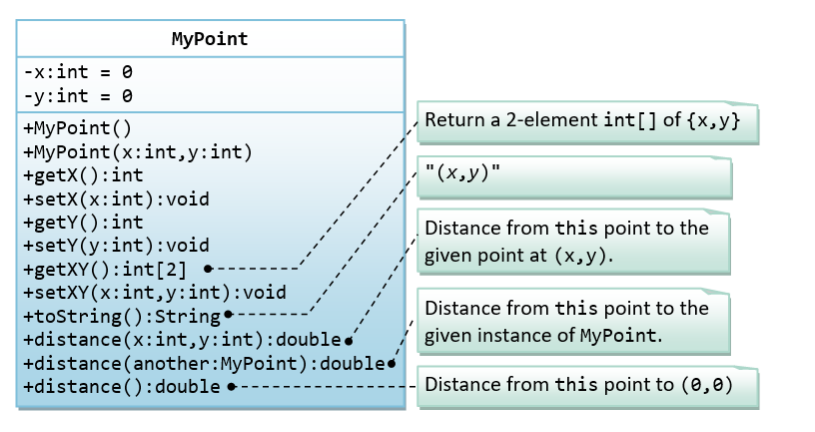 MyPoint
-x:int = 0
-y:int = 0
+MyPoint()
+MyPoint(x:int,y:int)
+getX():int
+setX(x:int):void
+getY():int
+setY(y:int):void
+getXY():int[2]
+setXY(x:int,y:int):void
+toString():String
+distance(x:int,y:int):double
+distance(another:MyPoint):double
+distance():double
Return a 2-element int[] of {x,y}
"(x,y)"
Distance from this point to the
given point at (x,y).
Distance from this point to the
given instance of MyPoint.
Distance from this point to (0,0)